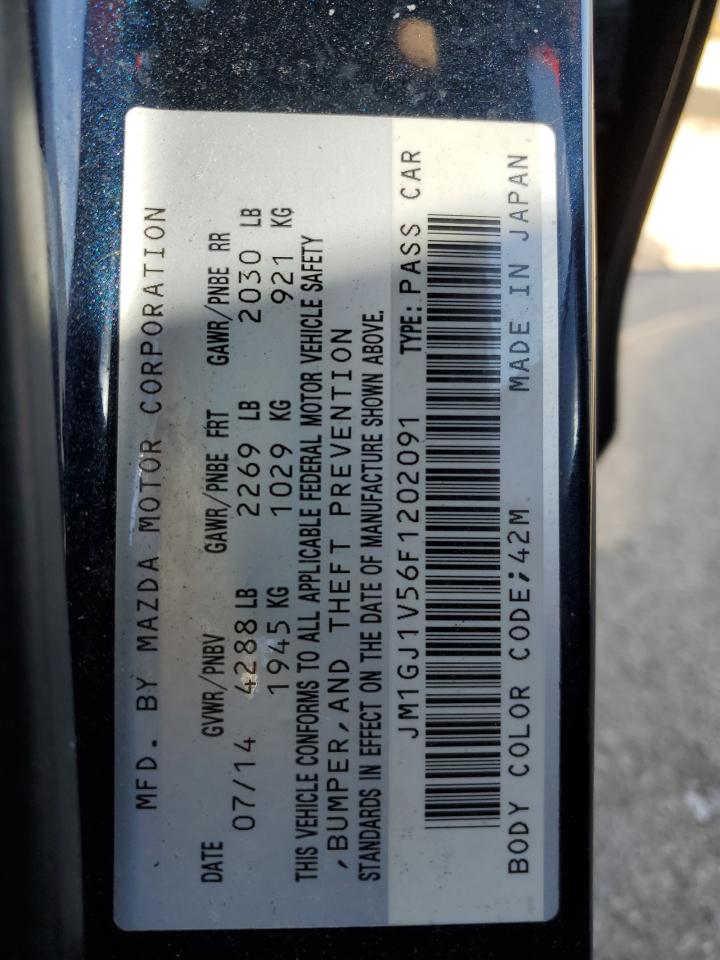 MFD. BY MAZDA MOTOR CORPORATION
DATE GVWR/PNBV GAWR/PNBE FRT GAWR/PNBE RR
07/14 4288 LB 2269 LB 2030 LB
1945 KG 1029 KG 921 KG
THIS VEHICLE CONFORMS TO ALL APPLICABLE FEDERAL MOTOR VEHICLE SAFETY
,BUMPER,AND THEFT PREVENTION
STANDARDS IN EFFECT ON THE DATE OF MANUFACTURE SHOWN ABOVE.
JM1GJ1V56F1202091 TYPE: PASS CAR
BODY COLOR CODE;42M MADE IN JAPAN